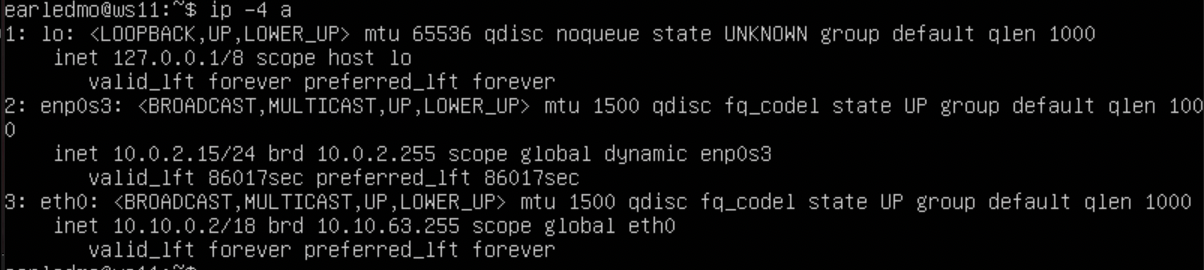 earledmo@ws11:~$ ip -4 a
1: lo: <LOOPBACK,UP,LOWER_UP> mtu 65536 qdisc noqueue state UNKNOWN group default qlen 1000
    inet 127.0.0.1/8 scope host lo
       valid_lft forever preferred_lft forever
2: enp0s3: <BROADCAST,MULTICAST,UP,LOWER_UP> mtu 1500 qdisc fq_codel state UP group default qlen 100
0
    inet 10.0.2.15/24 brd 10.0.2.255 scope global dynamic enp0s3
       valid_lft 86017sec preferred_lft 86017sec
3: eth0: <BROADCAST,MULTICAST,UP,LOWER_UP> mtu 1500 qdisc fq_codel state UP group default qlen 1000
    inet 10.10.0.2/18 brd 10.10.63.255 scope global eth0
       valid_lft forever preferred_lft forever
earledmo@ws11:~$